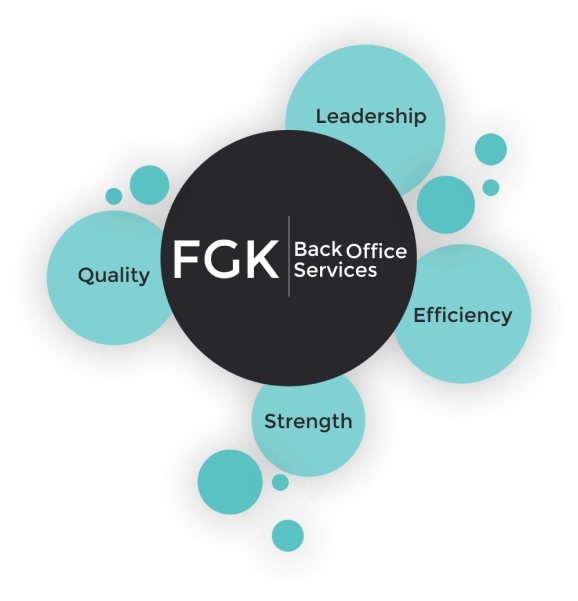 Leadership
FGK
Back Office
Services
Quality
Efficiency
Strength